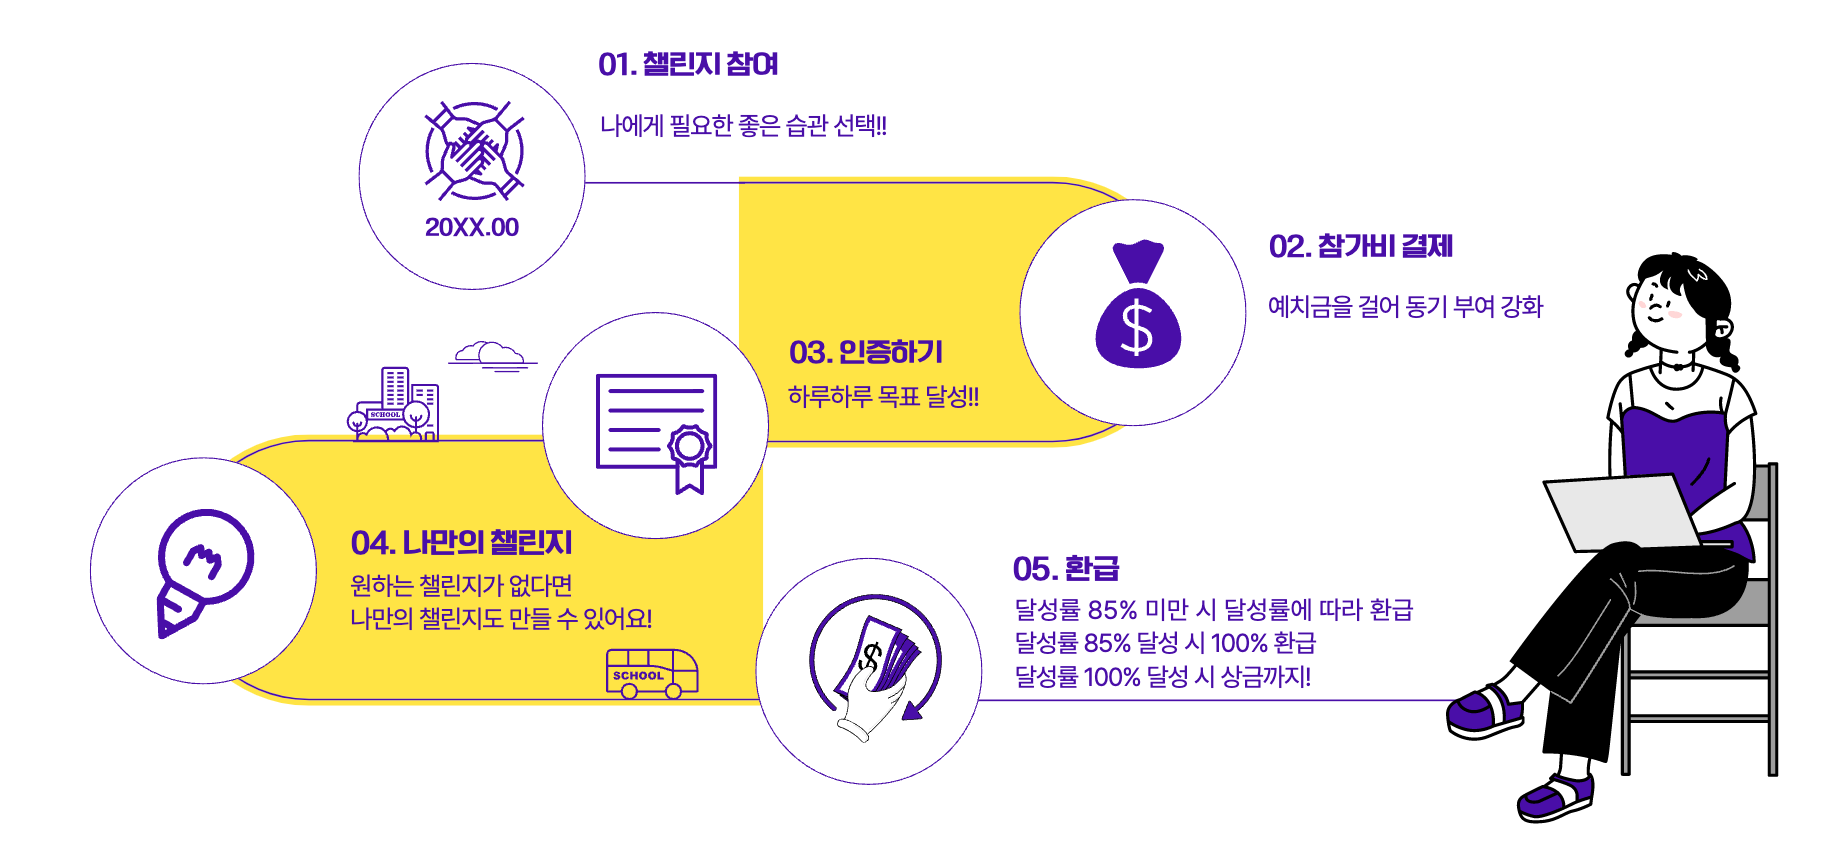 01. 챌린지 참여
나에게 필요한 좋은 습관 선택!!
20XX.00
02. 참가비 결제
예치금을 걸어 동기 부여 강화
$
03. 인증하기
하루하루 목표 달성!!
SCHOOL
04. 나만의 챌린지
원하는 챌린지가 없다면
나만의 챌린지도 만들 수 있어요!
SCHOOL
05. 환급
달성률 85% 미만 시 달성률에 따라 환급
달성률 85% 달성 시 100% 환급
달성률 100% 달성 시 상금까지!
$